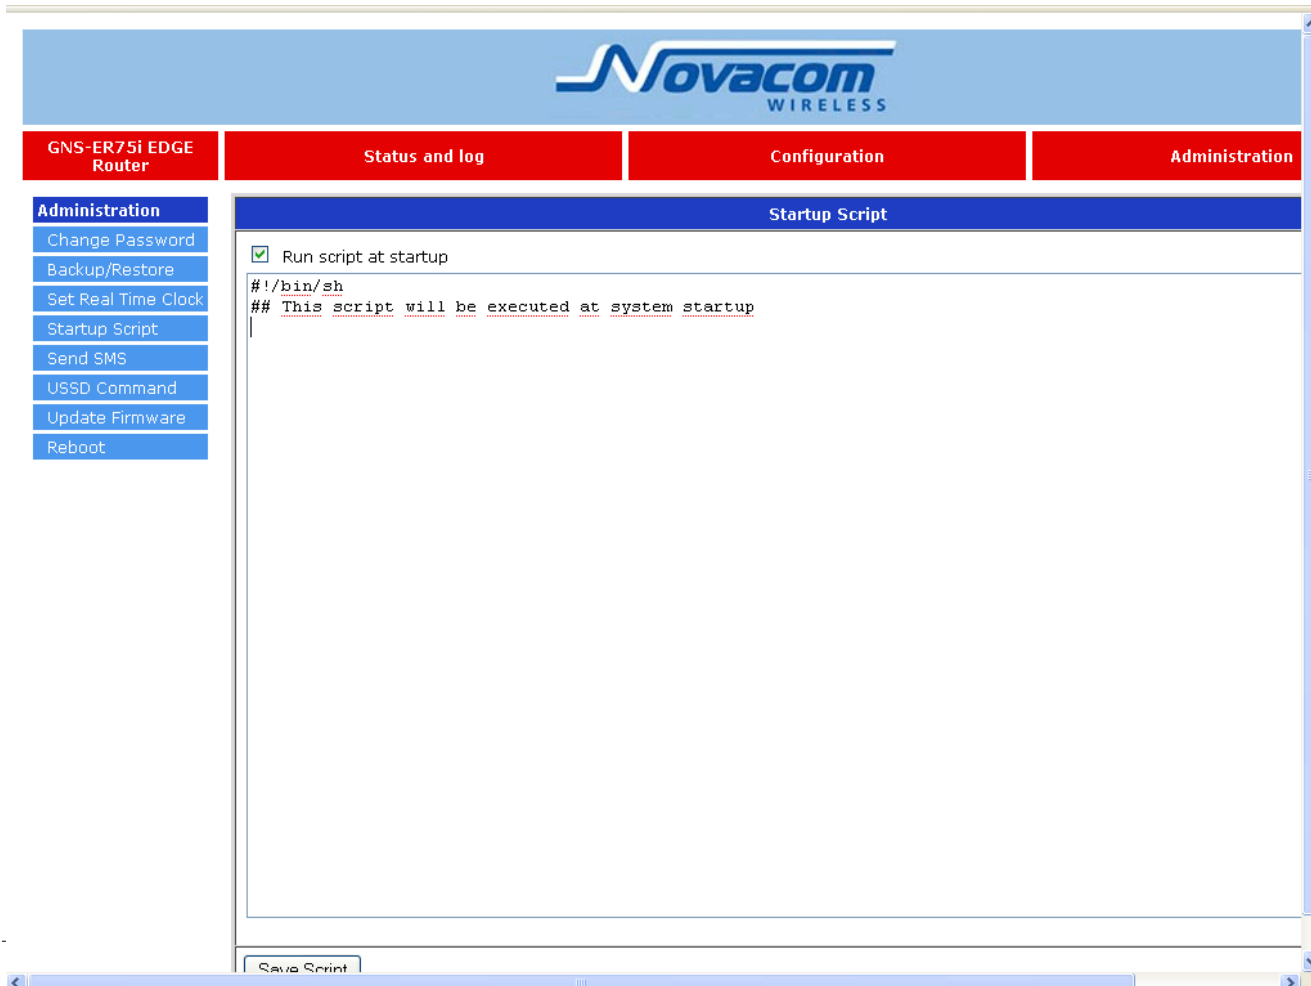 Novacom
WIRELESS
GNS-ER75i EDGE
Router
Status and log
Configuration
Administration
Administration
Change Password
Backup/Restore
Set Real Time Clock
Startup Script
Send SMS
USSD Command
Update Firmware
Reboot
Startup Script
Run script at startup
#!/bin/sh
## This script will be executed at system startup
Save Script